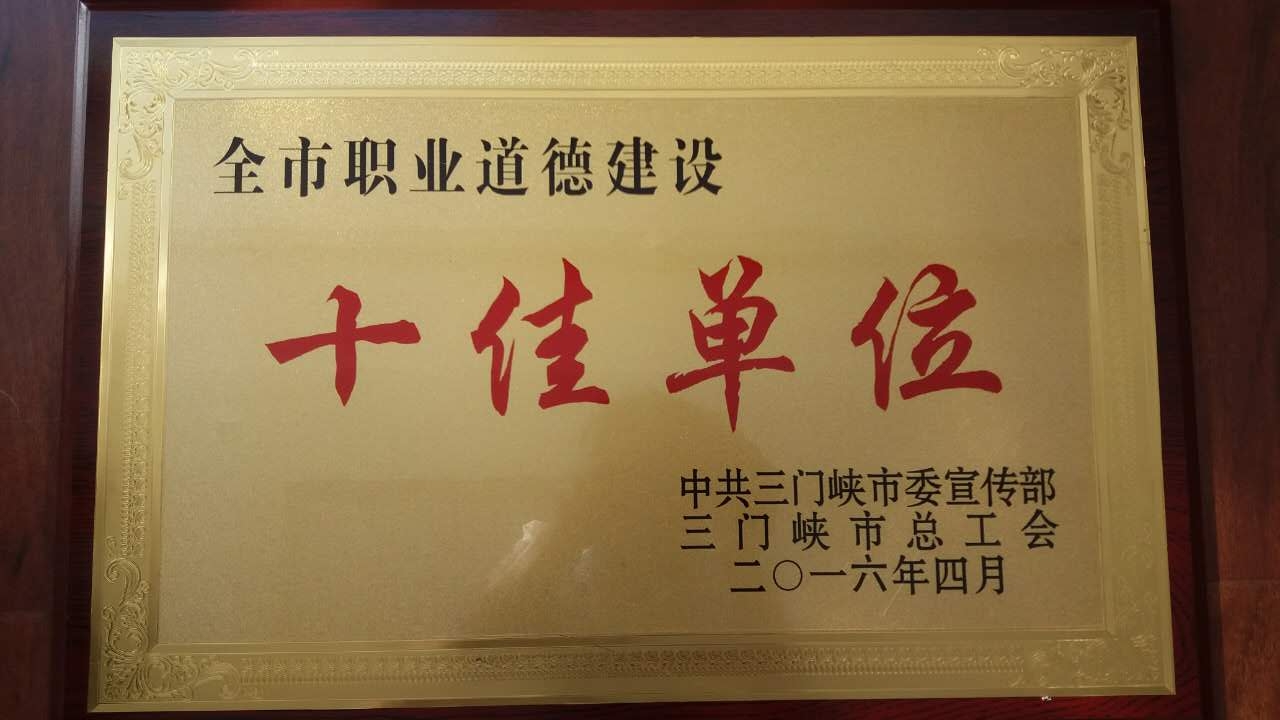 全市职业道德建设
十佳单位
中共三门峡市委宣传部
三门峡市总工会
二〇一六年四月